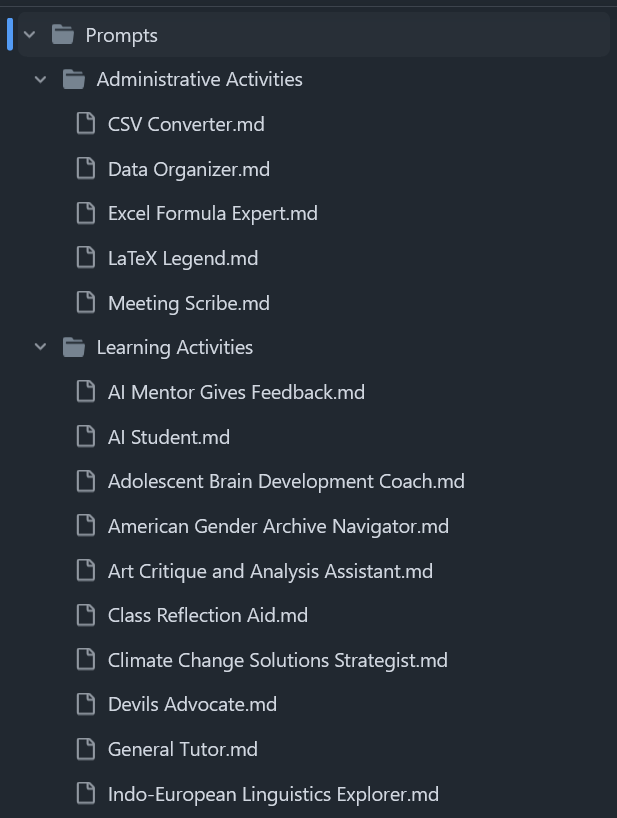 Prompts
Administrative Activities
CSV Converter.md
Data Organizer.md
Excel Formula Expert.md
LaTeX Legend.md
Meeting Scribe.md
Learning Activities
AI Mentor Gives Feedback.md
AI Student.md
Adolescent Brain Development Coach.md
American Gender Archive Navigator.md
Art Critique and Analysis Assistant.md
Class Reflection Aid.md
Climate Change Solutions Strategist.md
Devils Advocate.md
General Tutor.md
Indo-European Linguistics Explorer.md